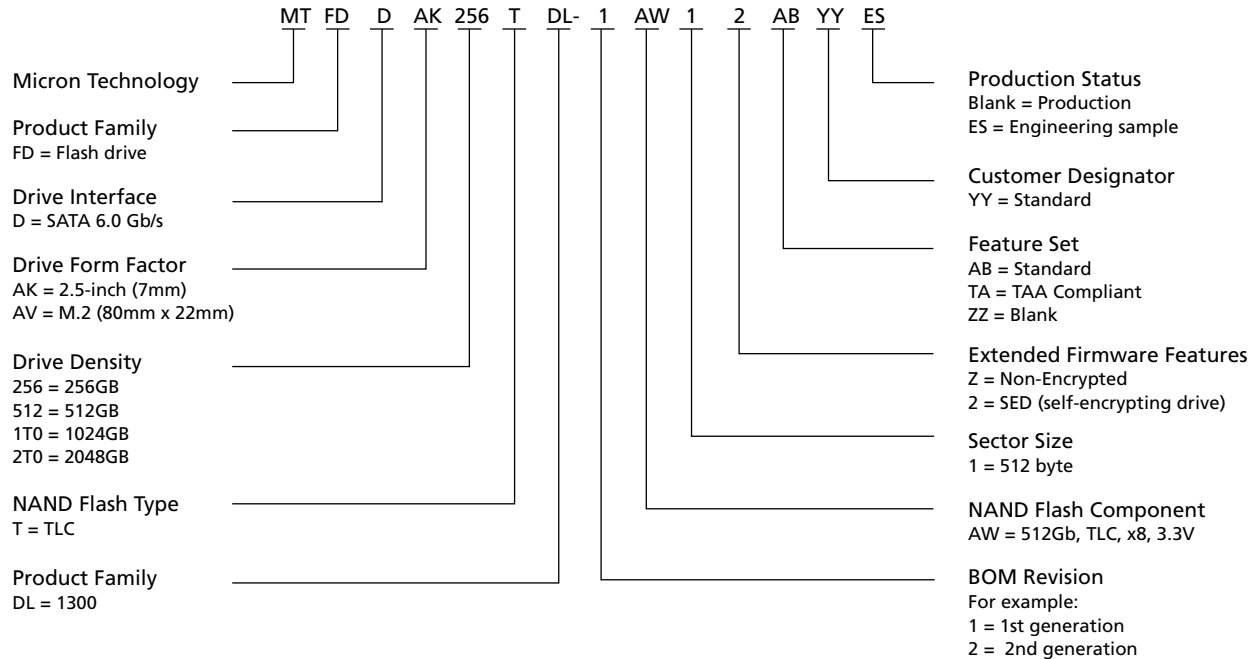 MT FD D AK 256 T DL- 1 AW 1 2 AB YY ES
Micron Technology
Product Family
FD = Flash drive
Drive Interface
D = SATA 6.0 Gb/s
Drive Form Factor
AK = 2.5-inch (7mm)
AV = M.2 (80mm x 22mm)
Drive Density
256 = 256GB
512 = 512GB
1T0 = 1024GB
2T0 = 2048GB
NAND Flash Type
T = TLC
Product Family
DL = 1300
Production Status
Blank = Production
ES = Engineering sample
Customer Designator
YY = Standard
Feature Set
AB = Standard
TA = TAA Compliant
ZZ = Blank
Extended Firmware Features
Z = Non-Encrypted
2 = SED (self-encrypting drive)
Sector Size
1 = 512 byte
NAND Flash Component
AW = 512Gb, TLC, x8, 3.3V
BOM Revision
For example:
1 = 1st generation
2 = 2nd generation